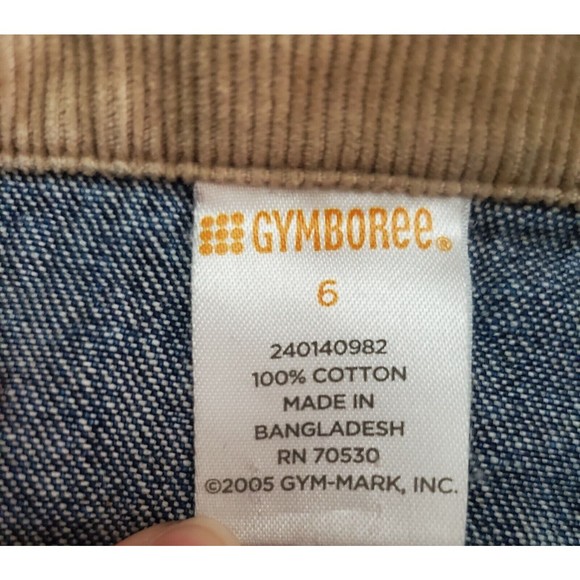 GYMBOREE®
6
240140982
100% COTTON
MADE IN
BANGLADESH
RN 70530
©2005 GYM-MARK, INC.